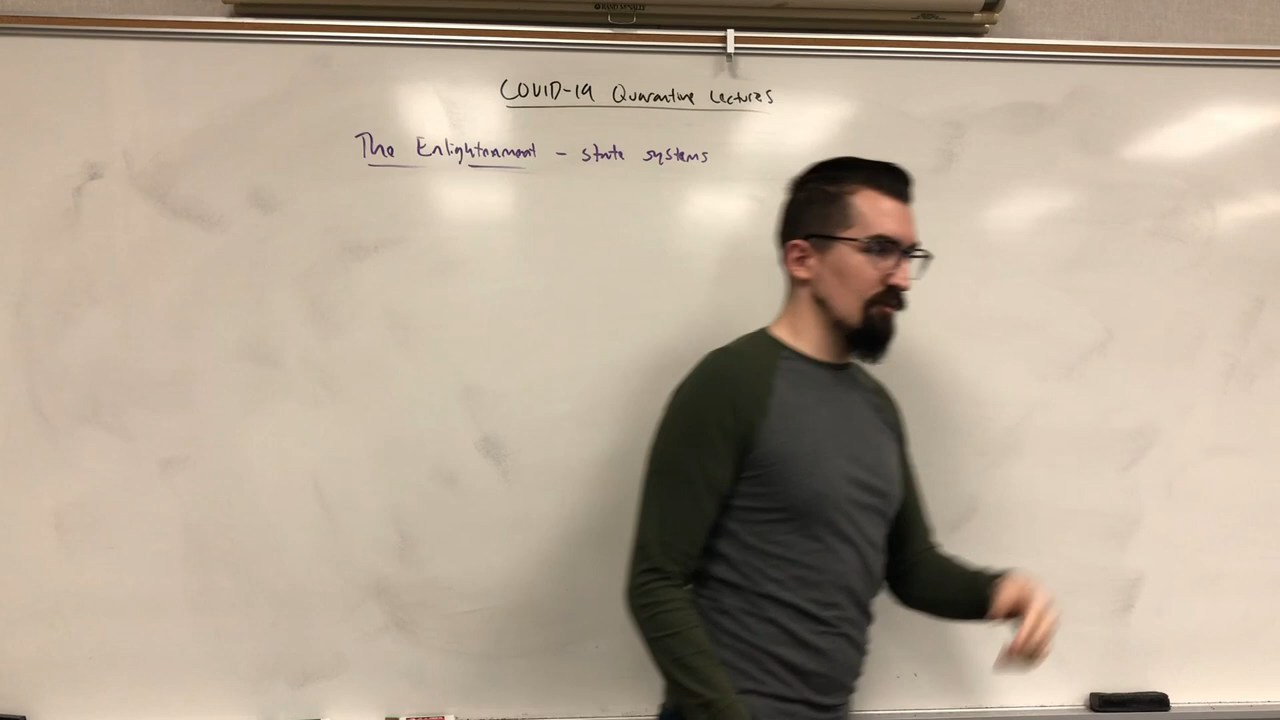 COVID-19 Quarantine Lectures
The Enlightenment - state systems